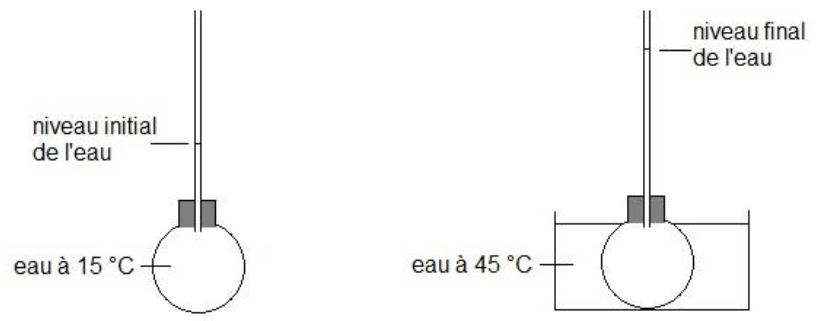 niveau initial
de l'eau
eau à 15 °C
niveau final
de l'eau
eau à 45 °C